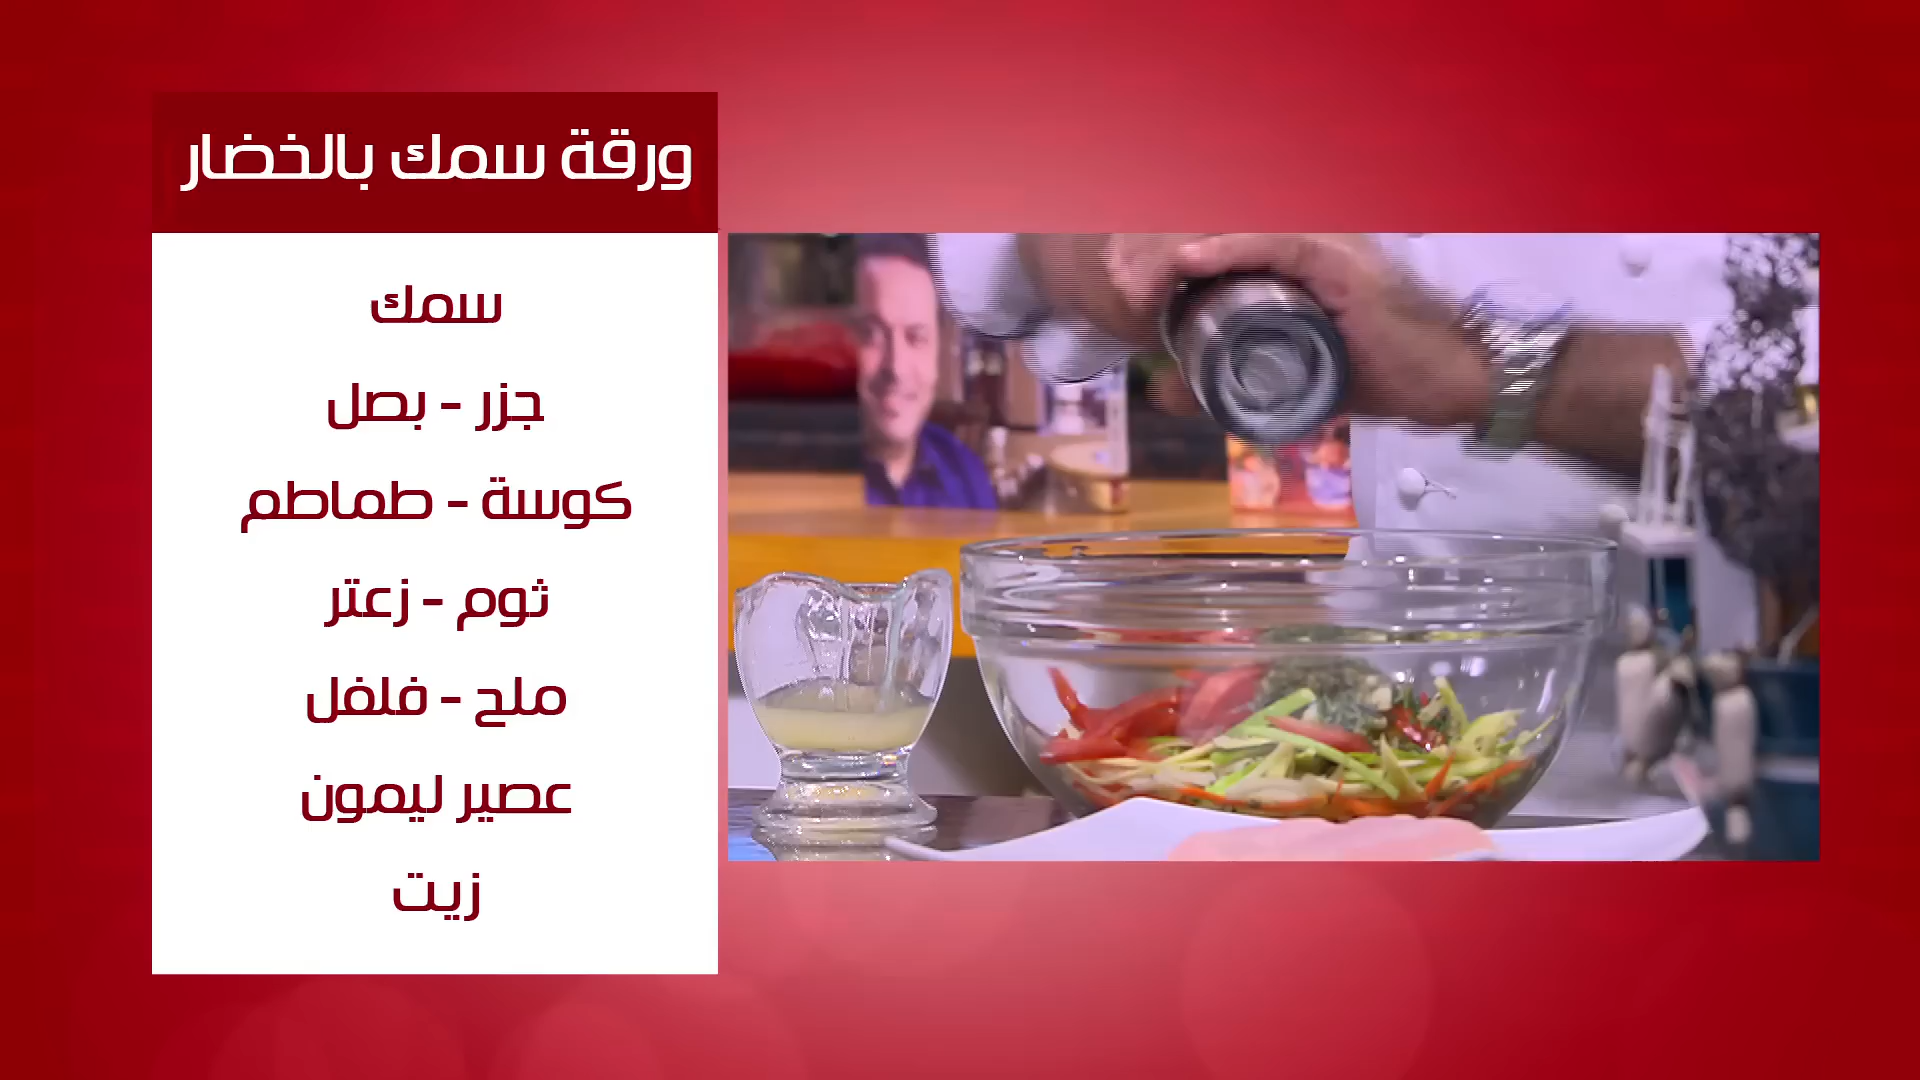 ورقة سمك بالخضار
سمك
جزر - بصل
كوسة - طماطم
ثوم - زعتر
ملح - فلفل
عصير ليمون
زيت